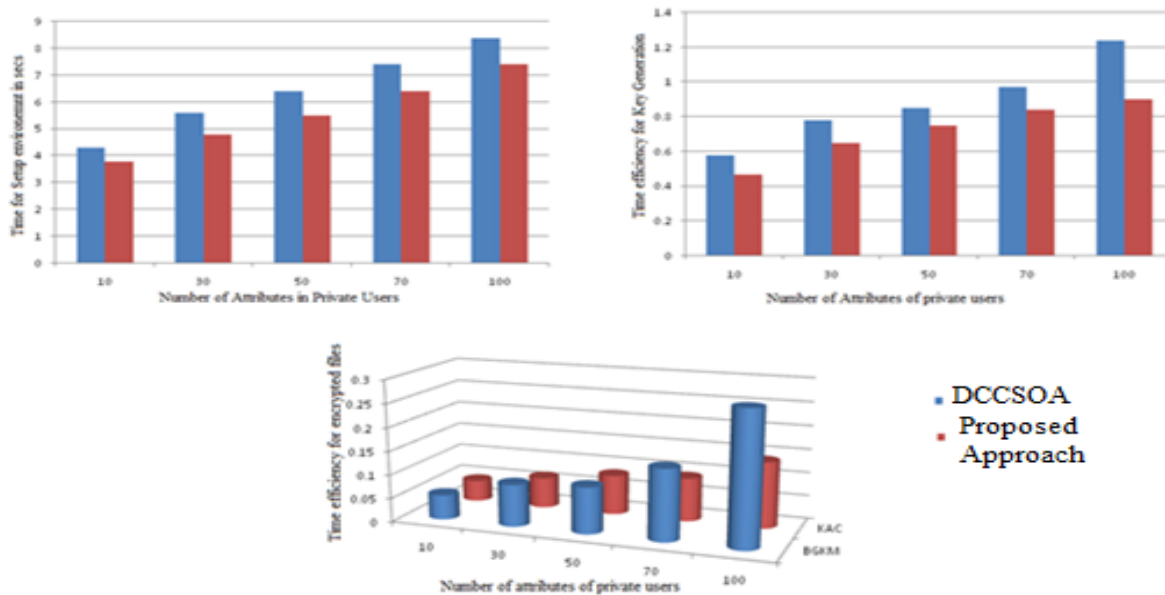 Time for Setup environment in secs
9
8
7
6
5
4
3
2
1
0
10 30 50 70 100
Number of Attributes in Private Users
Time efficiency for Key Generation
1.4
1.2
1
0.8
0.6
0.4
0.2
0
10 30 50 70 100
Number of Attributes of private users
Time efficiency for encrypted files
0.3
0.25
0.2
0.15
0.1
0.05
0
10 30 50 70 100
KAC
BGKM
Number of attributes of private users
DCCSOA
Proposed
Approach